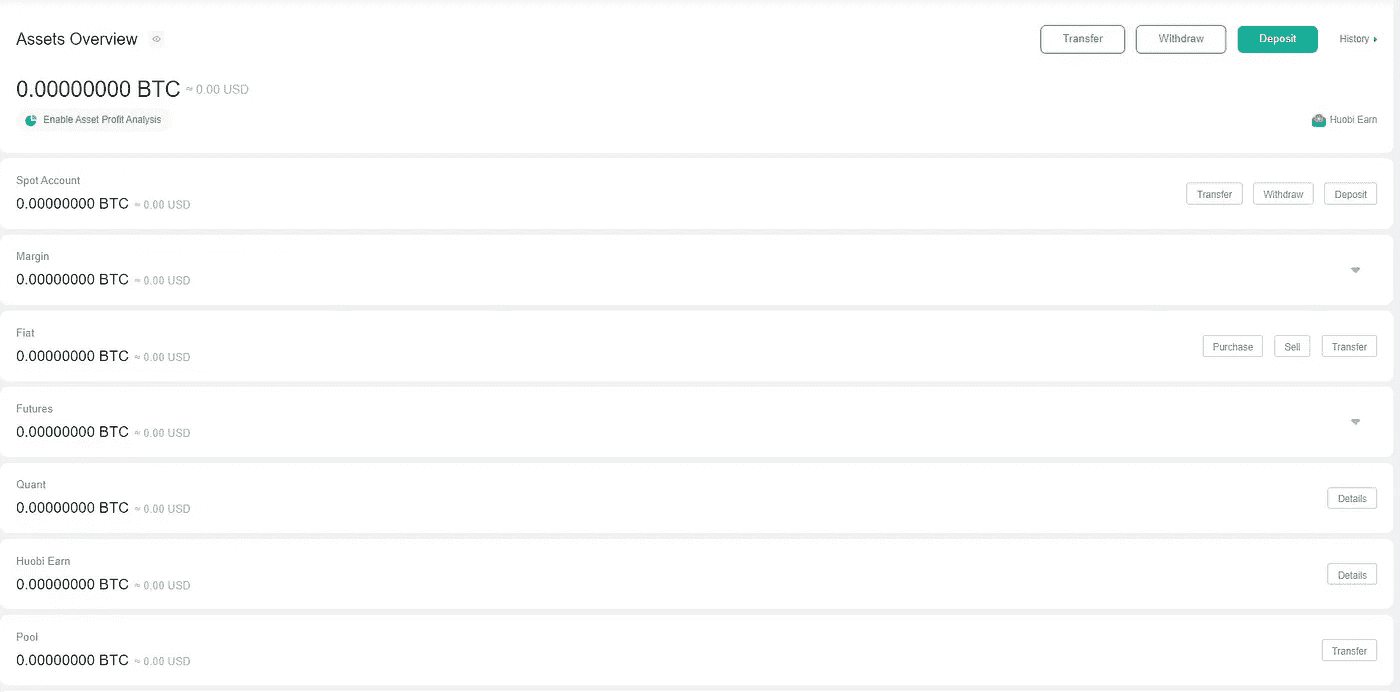 Assets Overview
Transfer Withdraw Deposit History
0.00000000 BTC ≈ 0.00 USD
Enable Asset Profit Analysis
Huobi Earn
Spot Account
0.00000000 BTC ≈ 0.00 USD
Transfer Withdraw Deposit
Margin
0.00000000 BTC ≈ 0.00 USD
Fiat
0.00000000 BTC ≈ 0.00 USD
Purchase Sell Transfer
Futures
0.00000000 BTC ≈ 0.00 USD
Quant
0.00000000 BTC ≈ 0.00 USD
Details
Huobi Earn
0.00000000 BTC ≈ 0.00 USD
Details
Pool
0.00000000 BTC ≈ 0.00 USD
Transfer